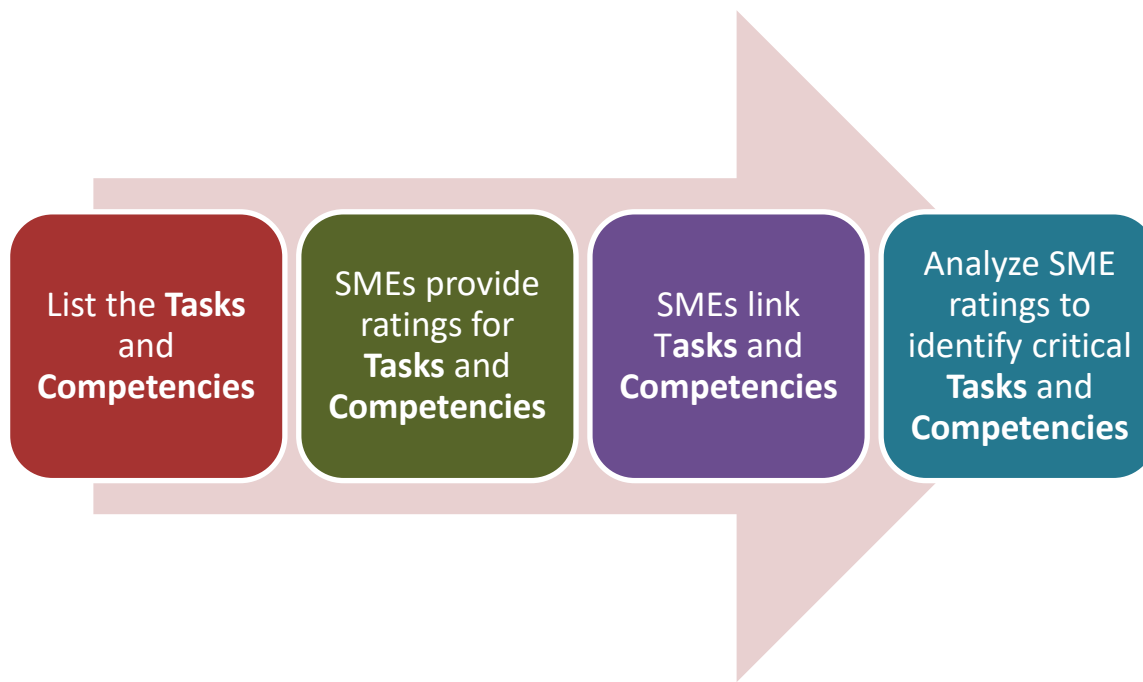 List the Tasks
and
Competencies
SMEs provide
ratings for
Tasks and
Competencies
SMEs link
Tasks and
Competencies
Analyze SME
ratings to
identify critical
Tasks and
Competencies